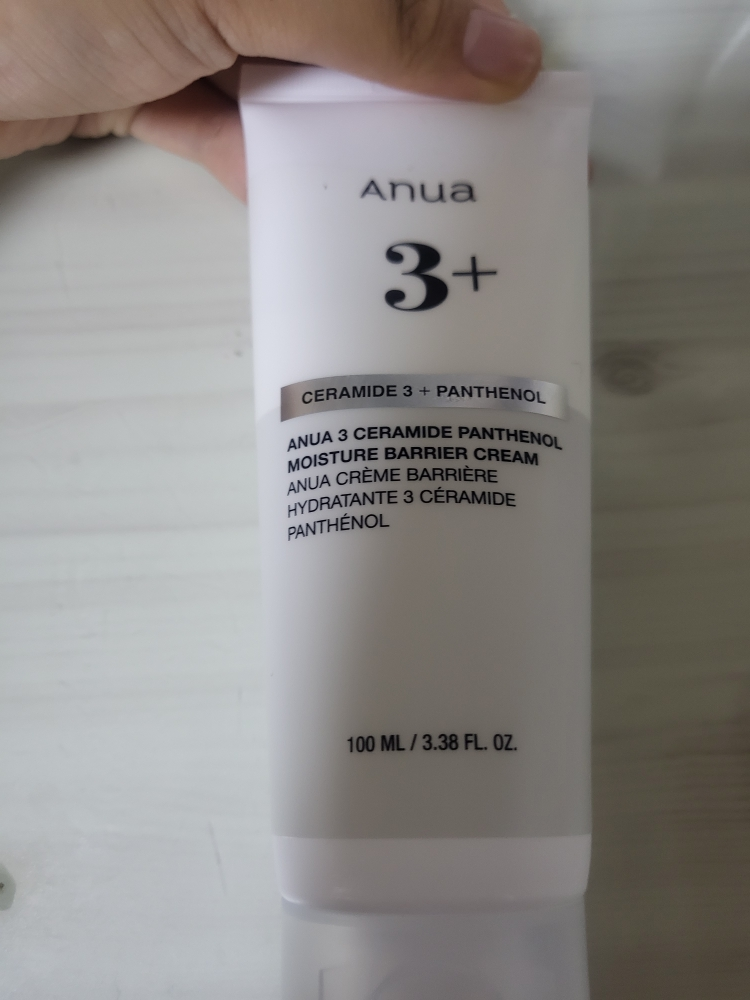 Anua
3+
CERAMIDE 3 + PANTHENOL
ANUA 3 CERAMIDE PANTHENOL
MOISTURE BARRIER CREAM
ANUA CRÈME BARRIÈRE
HYDRATANTE 3 CÉRAMIDE
PANTHÉNOL
100 ML / 3.38 FL. OZ.